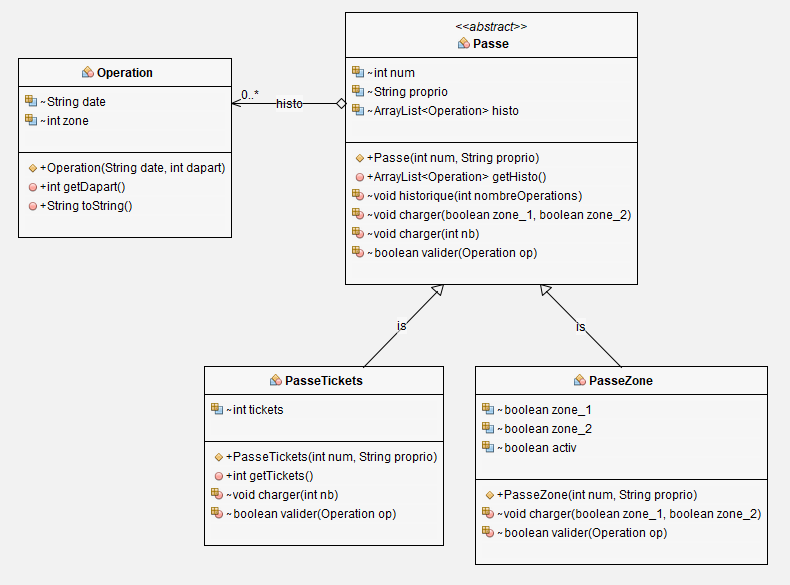 <<abstract>>
Passe
~int num
~String proprio
~ArrayList<Operation> histo
+Passe(int num, String proprio)
+ArrayList<Operation> getHisto()
~void historique(int nombreOperations)
~void charger(boolean zone_1, boolean zone_2)
~void charger(int nb)
~boolean valider(Operation op)
Operation
~String date
~int zone
+Operation(String date, int dapart)
+int getDapart()
+String toString()
0..*
histo
is
is
PasseTickets
~int tickets
+PasseTickets(int num, String proprio)
+int getTickets()
~void charger(int nb)
~boolean valider(Operation op)
PasseZone
~boolean zone_1
~boolean zone_2
~boolean activ
+PasseZone(int num, String proprio)
~void charger(boolean zone_1, boolean zone_2)
~boolean valider(Operation op)